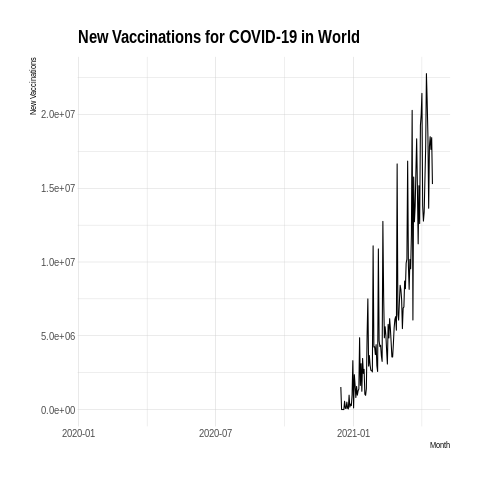 New Vaccinations for COVID-19 in World
New Vaccinations
2.0e+07
1.5e+07
1.0e+07
5.0e+06
0.0e+00
2020-01
2020-07
2021-01
Month